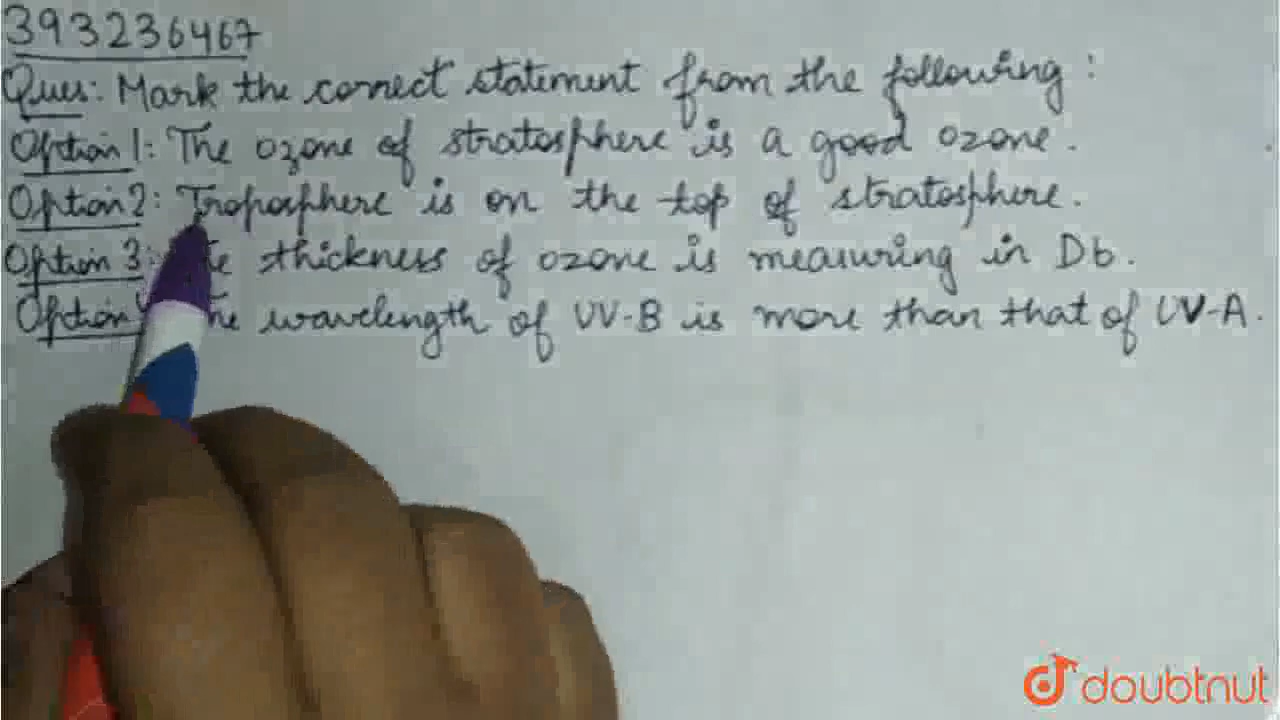 393236467
Ques: Mark the correct statement from the following :
Option 1: The ozone of stratosphere is a good ozone.
Option 2: Troposphere is on the top of stratosphere.
Option 3: thickness of ozone is measuring in Db.
Option wavelength of UV-B is more than that of UV-A.
doubtnut